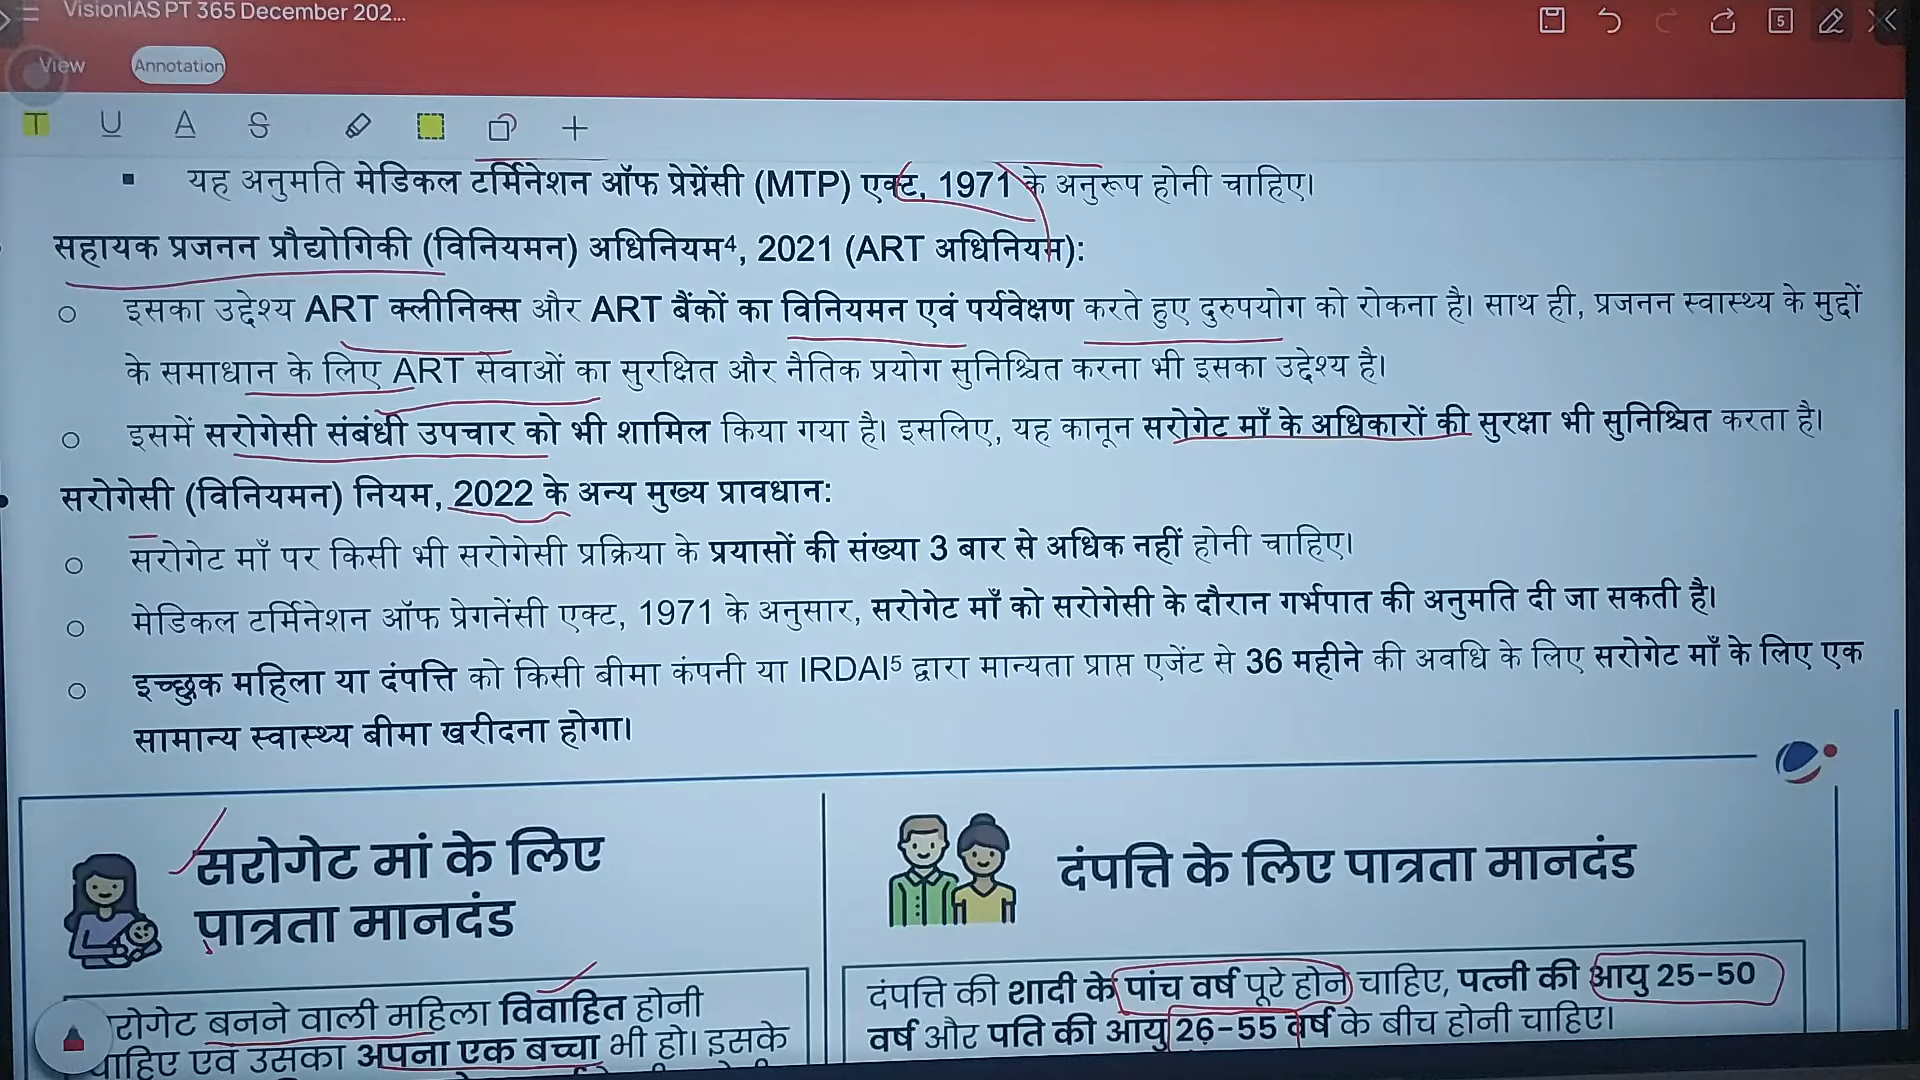 VisionIAS PT 365 December 202...
View
Annotation
T U A S
5
▪ यह अनुमति मेडिकल टर्मिनेशन ऑफ प्रेग्नेंसी (MTP) एक्ट, 1971 के अनुरूप होनी चाहिए।
सहायक प्रजनन प्रौद्योगिकी (विनियमन) अधिनियम⁴, 2021 (ART अधिनियम):
○ इसका उद्देश्य ART क्लीनिक्स और ART बैंकों का विनियमन एवं पर्यवेक्षण करते हुए दुरुपयोग को रोकना है। साथ ही, प्रजनन स्वास्थ्य के मुद्दों
के समाधान के लिए ART सेवाओं का सुरक्षित और नैतिक प्रयोग सुनिश्चित करना भी इसका उद्देश्य है।
○ इसमें सरोगेसी संबंधी उपचार को भी शामिल किया गया है। इसलिए, यह कानून सरोगेट माँ के अधिकारों की सुरक्षा भी सुनिश्चित करता है।
सरोगेसी (विनियमन) नियम, 2022 के अन्य मुख्य प्रावधान:
○ सरोगेट माँ पर किसी भी सरोगेसी प्रक्रिया के प्रयासों की संख्या 3 बार से अधिक नहीं होनी चाहिए।
○ मेडिकल टर्मिनेशन ऑफ प्रेगनेंसी एक्ट, 1971 के अनुसार, सरोगेट माँ को सरोगेसी के दौरान गर्भपात की अनुमति दी जा सकती है।
○ इच्छुक महिला या दंपत्ति को किसी बीमा कंपनी या IRDAI⁵ द्वारा मान्यता प्राप्त एजेंट से 36 महीने की अवधि के लिए सरोगेट माँ के लिए एक
सामान्य स्वास्थ्य बीमा खरीदना होगा।
सरोगेट मां के लिए
पात्रता मानदंड
रोगेट बनने वाली महिला विवाहित होनी
चाहिए एवं उसका अपना एक बच्चा भी हो। इसके
दंपत्ति के लिए पात्रता मानदंड
दंपत्ति की शादी के पांच वर्ष पूरे होने चाहिए, पत्नी की आयु 25-50
वर्ष और पति की आयु 26-55 वर्ष के बीच होनी चाहिए।